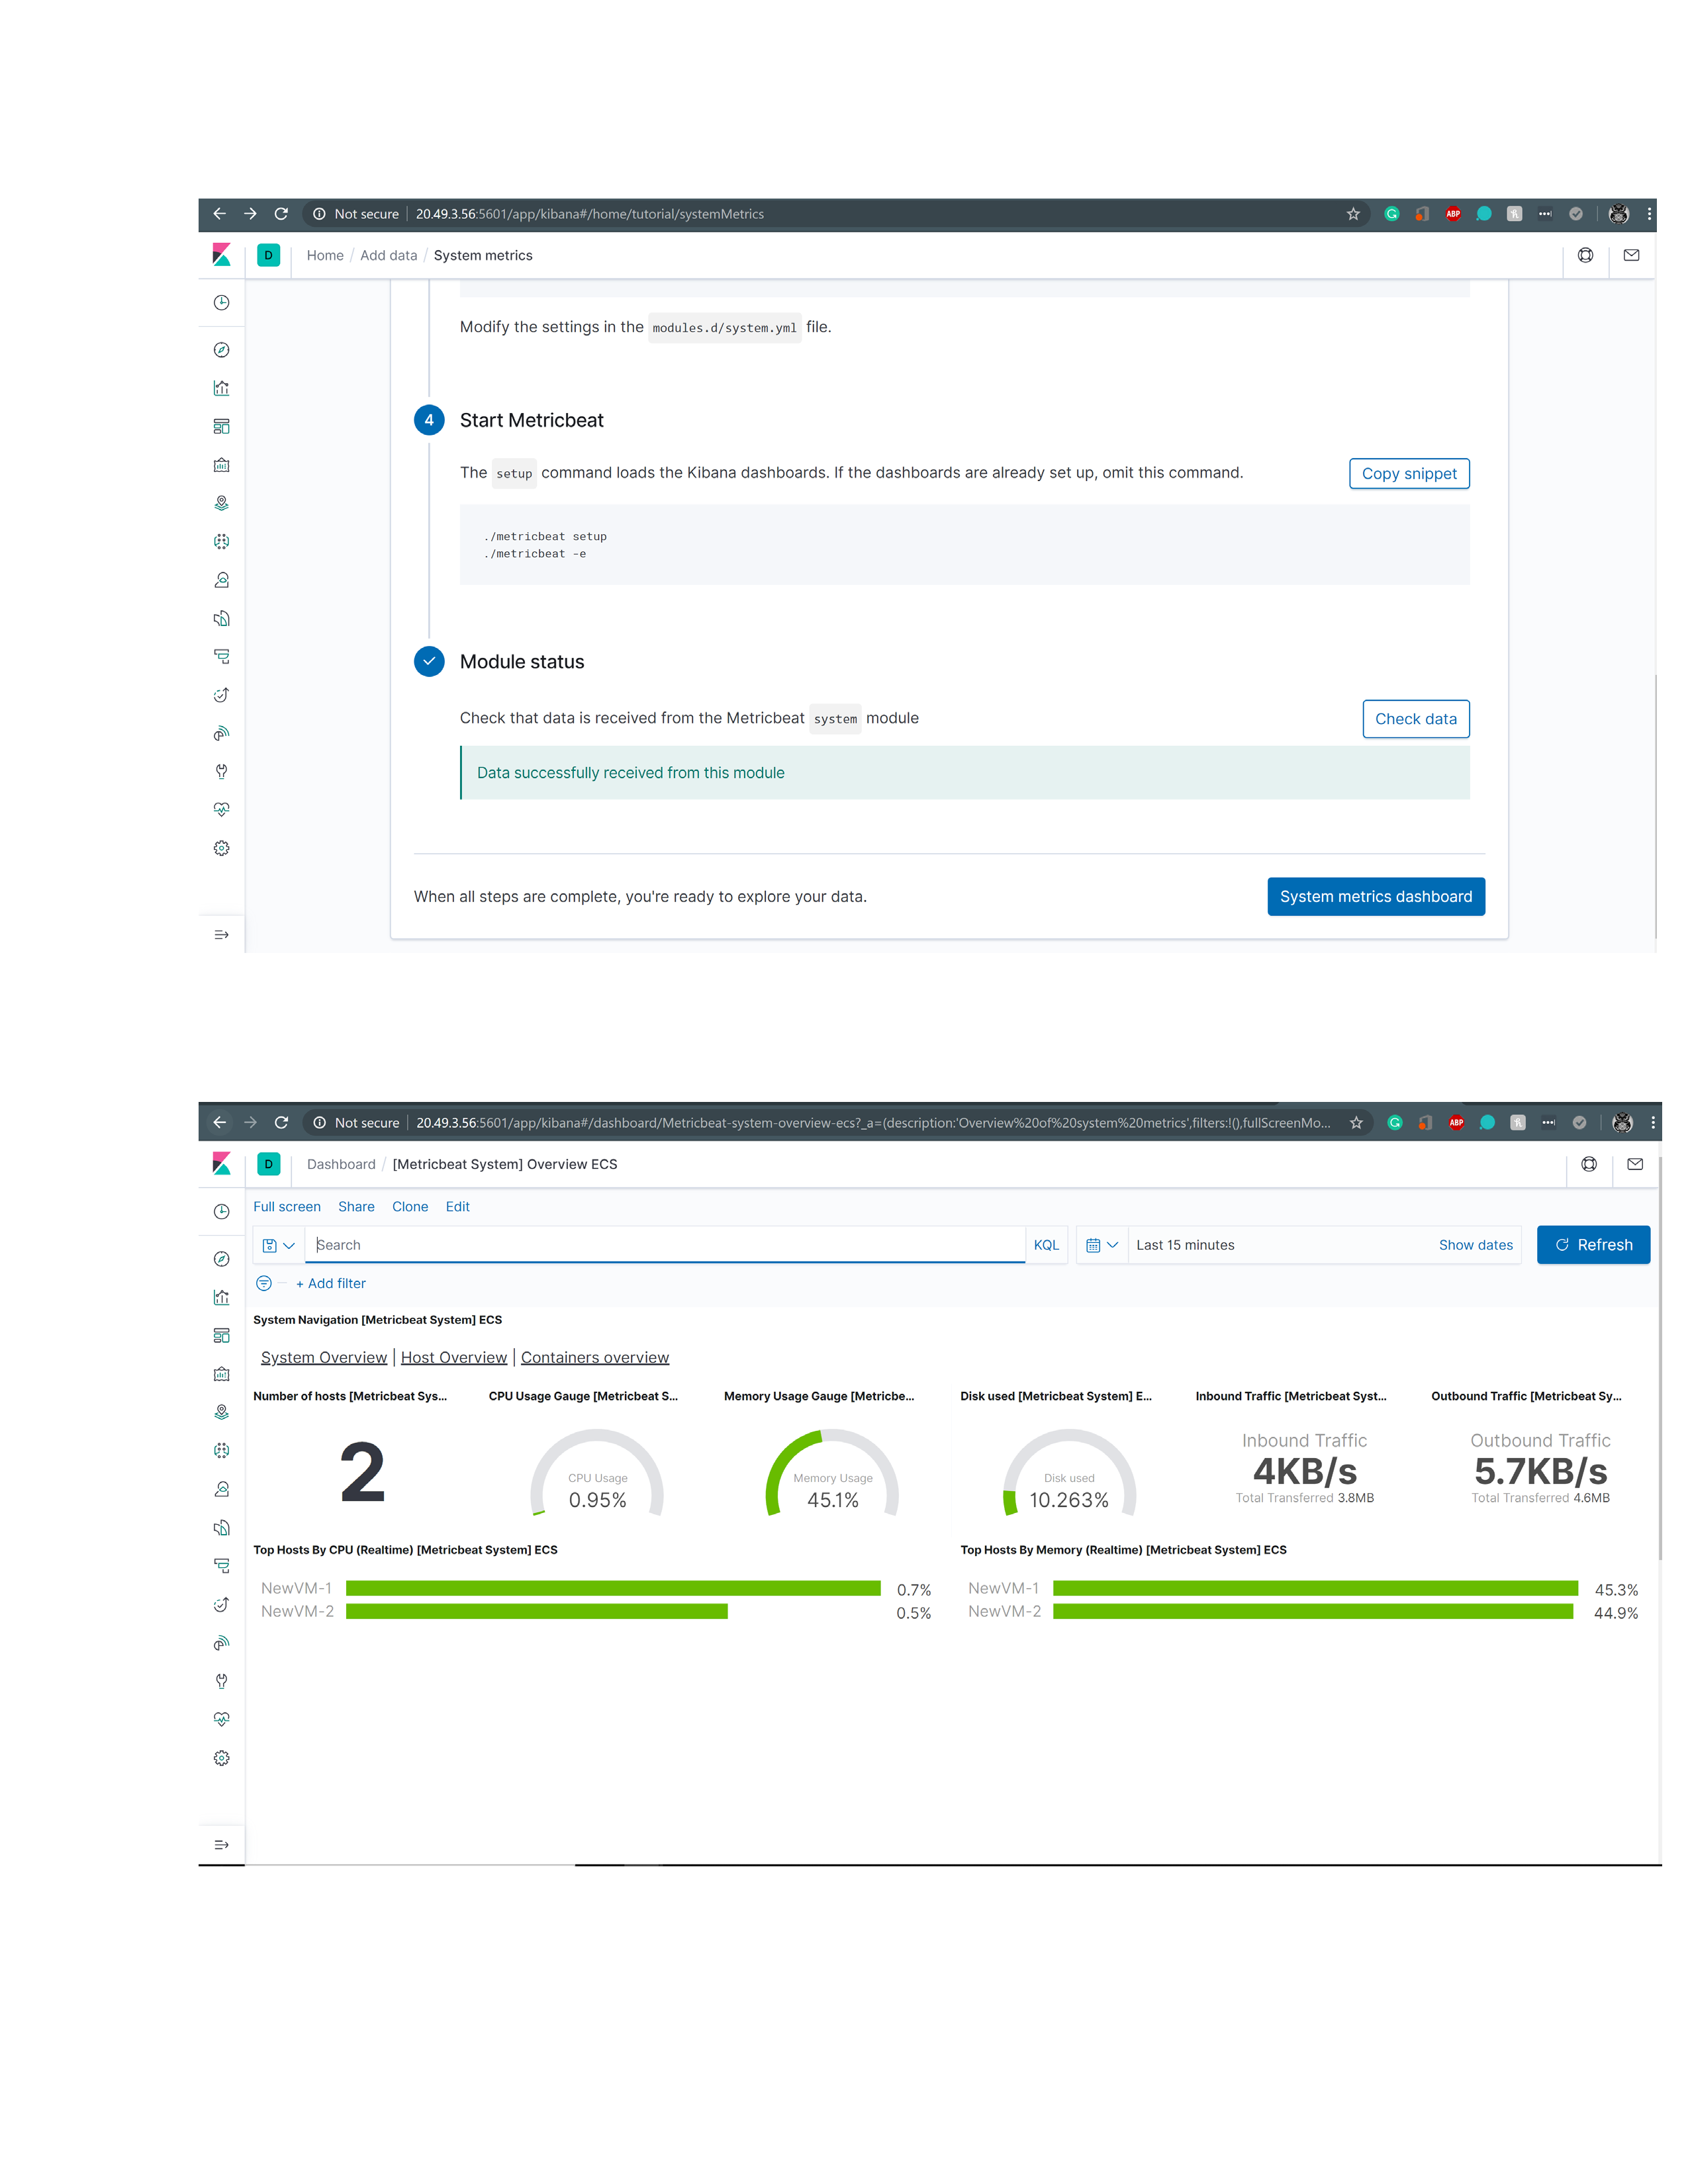 Not secure | 20.49.3.56:5601/app/kibana#/home/tutorial/systemMetrics
ABP
D Home / Add data / System metrics
Modify the settings in the modules.d/system.yml file.
4 Start Metricbeat
The setup command loads the Kibana dashboards. If the dashboards are already set up, omit this command.
Copy snippet
./metricbeat setup
./metricbeat -e
Module status
Check that data is received from the Metricbeat system module
Check data
Data successfully received from this module
When all steps are complete, you're ready to explore your data.
System metrics dashboard
Not secure | 20.49.3.56:5601/app/kibana#/dashboard/Metricbeat-system-overview-ecs?_a=(description:'Overview%20of%20system%20metrics',filters:!(),fullScreenMo...
ABP
D Dashboard / [Metricbeat System] Overview ECS
Full screen Share Clone Edit
Search KQL Last 15 minutes Show dates Refresh
+ Add filter
System Navigation [Metricbeat System] ECS
System Overview | Host Overview | Containers overview
Number of hosts [Metricbeat Sys...
2
CPU Usage Gauge [Metricbeat S...
CPU Usage
0.95%
Memory Usage Gauge [Metricbe...
Memory Usage
45.1%
Disk used [Metricbeat System] E...
Disk used
10.263%
Inbound Traffic [Metricbeat Syst...
Inbound Traffic
4KB/s
Total Transferred 3.8MB
Outbound Traffic [Metricbeat Sy...
Outbound Traffic
5.7KB/s
Total Transferred 4.6MB
Top Hosts By CPU (Realtime) [Metricbeat System] ECS
NewVM-1 0.7%
NewVM-2 0.5%
Top Hosts By Memory (Realtime) [Metricbeat System] ECS
NewVM-1 45.3%
NewVM-2 44.9%